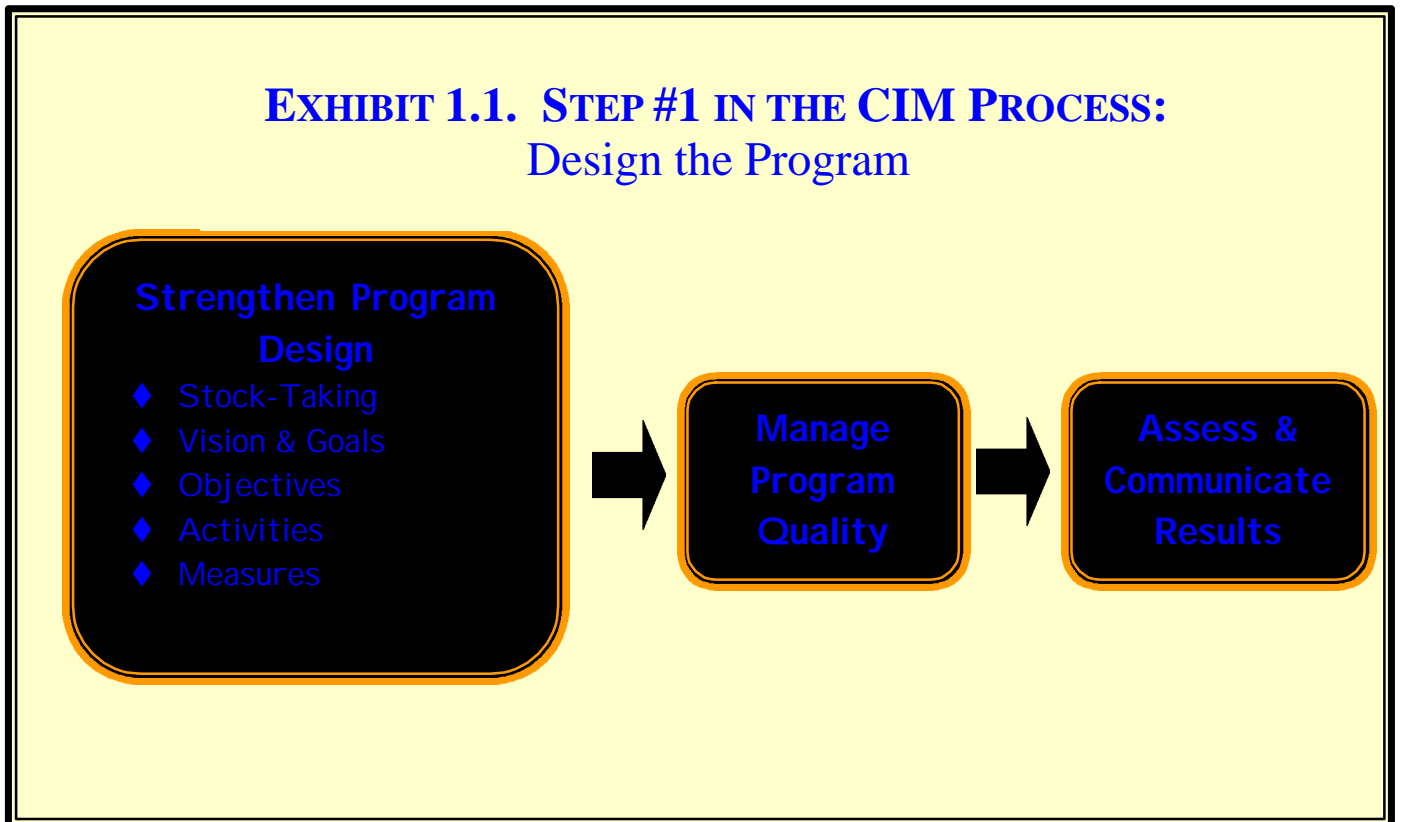 EXHIBIT 1.1. STEP #1 IN THE CIM PROCESS:
Design the Program
Strengthen Program
Design
♦ Stock-Taking
♦ Vision & Goals
♦ Objectives
♦ Activities
♦ Measures
Manage
Program
Quality
Assess &
Communicate
Results